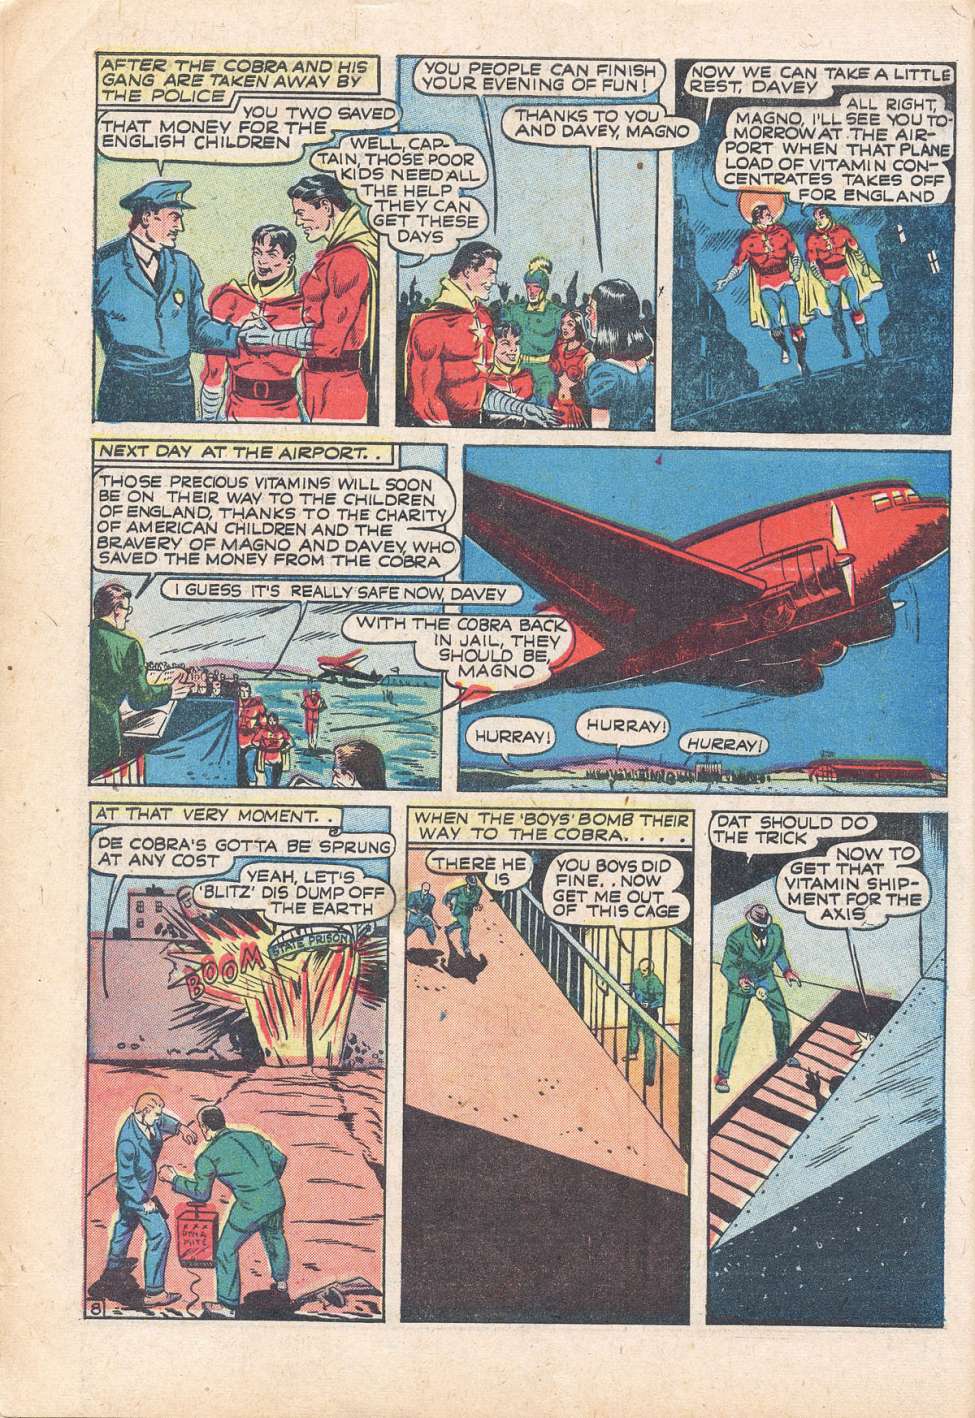 AFTER THE COBRA AND HIS
GANG ARE TAKEN AWAY BY
THE POLICE
YOU TWO SAVED
THAT MONEY FOR THE
ENGLISH CHILDREN
WELL, CAP-
TAIN, THOSE POOR
KIDS NEED ALL
THE HELP
THEY CAN
GET THESE
DAYS
YOU PEOPLE CAN FINISH
YOUR EVENING OF FUN!
THANKS TO YOU
AND DAVEY, MAGNO
NOW WE CAN TAKE A LITTLE
REST, DAVEY
ALL RIGHT,
MAGNO, I'LL SEE YOU TO-
MORROW AT THE AIR-
PORT WHEN THAT PLANE
LOAD OF VITAMIN CON-
CENTRATES TAKES OFF
FOR ENGLAND
NEXT DAY AT THE AIRPORT..
THOSE PRECIOUS VITAMINS WILL SOON
BE ON THEIR WAY TO THE CHILDREN
OF ENGLAND, THANKS TO THE CHARITY
OF AMERICAN CHILDREN AND THE
BRAVERY OF MAGNO AND DAVEY, WHO
SAVED THE MONEY FROM THE COBRA
I GUESS IT'S REALLY SAFE NOW, DAVEY
WITH THE COBRA BACK
IN JAIL, THEY
SHOULD BE,
MAGNO
HURRAY!
HURRAY!
HURRAY!
AT THAT VERY MOMENT..
DE COBRA'S GOTTA BE SPRUNG
AT ANY COST
YEAH, LET'S
'BLITZ' DIS DUMP OFF
THE EARTH
STATE PRISON
BOOM
XXX
DYNA
MITE
8
WHEN THE 'BOYS' BOMB THEIR
WAY TO THE COBRA.....
THERE HE
IS
YOU BOYS DID
FINE.. NOW
GET ME OUT
OF THIS CAGE
DAT SHOULD DO
THE TRICK
NOW TO
GET THAT
VITAMIN SHIP-
MENT FOR THE
AXIS